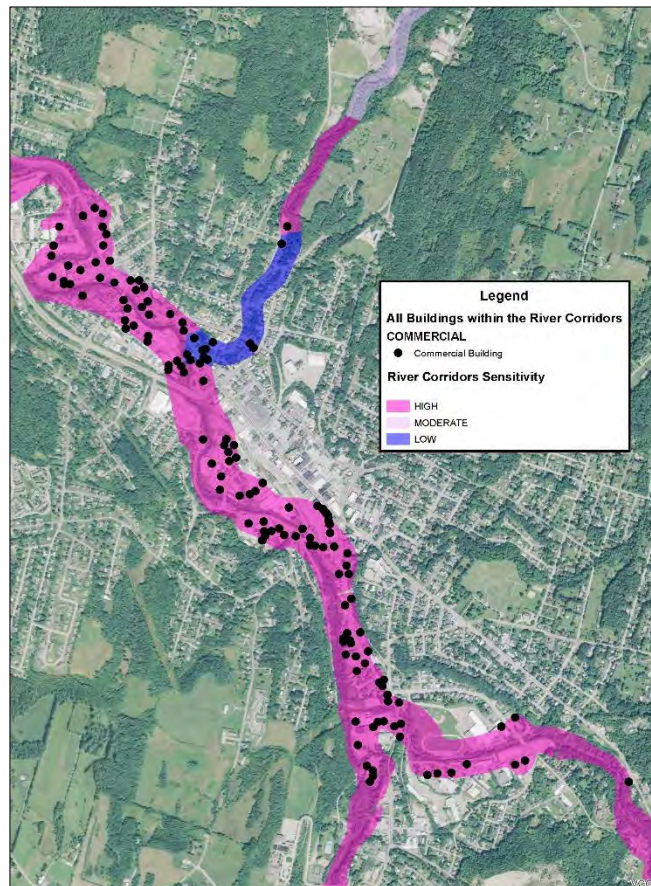 Legend
All Buildings within the River Corridors
COMMERCIAL
Commercial Building
River Corridors Sensitivity
HIGH
MODERATE
LOW